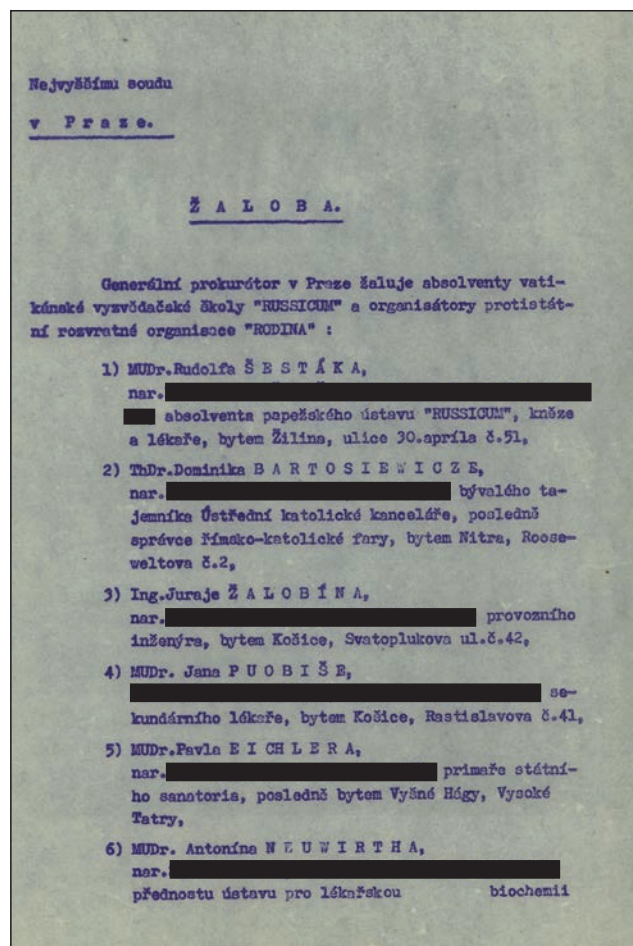 Nejvyššímu soudu
v Praze.
ŽALOBA.
Generální prokurátor v Praze žaluje absolventy vati-
kánské vyzvědačské školy "RUSSICUM" a organisátory protistát-
ní rozvratné organisace "RODINA" :
1) MUDr.Rudolfa ŠESTÁKA,
nar.
absolventa papežského ústavu "RUSSICUM", kněze
a lékaře, bytem Žilina, ulice 30.apríla č.51,
2) ThDr.Dominika BARTOSIEWICZE,
nar. bývalého ta-
jemníka Ústřední katolické kanceláře, posledně
správce římsko-katolické fary, bytem Nitra, Roose-
weltova č.2,
3) Ing.Juraje ŽALOBÍNA,
nar. provozního
inženýra, bytem Košice, Svatoplukova ul.č.42,
4) MUDr. Jana PUOBIŠE,
se-
kundárního lékaře, bytem Košice, Rastislavova č.41,
5) MUDr.Pavla EICHLERA,
nar. primaře státní-
ho sanatoria, posledně bytem Vyšné Hágy, Vysoké
Tatry,
6) MUDr. Antonína NEUWIRTHA,
nar.
přednostu ústavu pro lékařskou biochemii